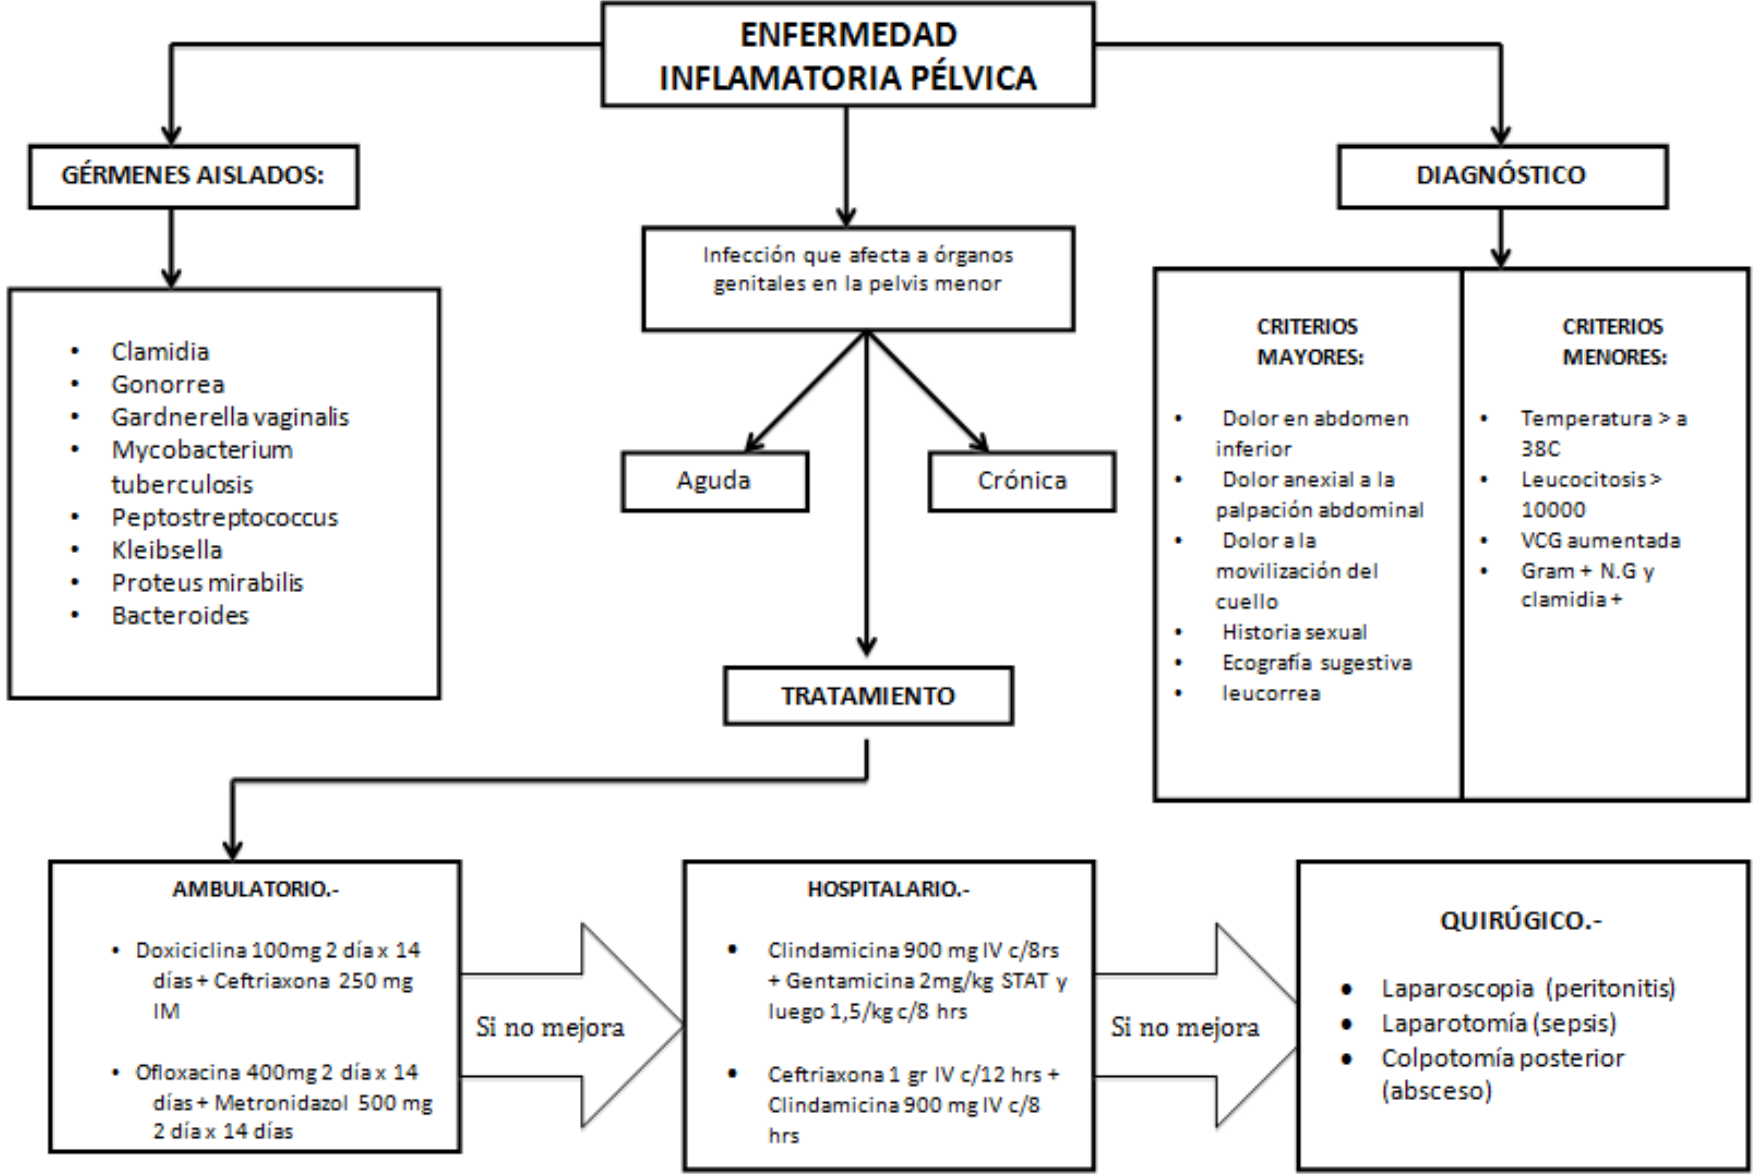 ENFERMEDAD
INFLAMATORIA PÉLVICA
GÉRMENES AISLADOS:
• Clamidia
• Gonorrea
• Gardnerella vaginalis
• Mycobacterium
tuberculosis
• Peptostreptococcus
• Kleibsella
• Proteus mirabilis
• Bacteroides
Infección que afecta a órganos
genitales en la pelvis menor
Aguda
Crónica
DIAGNÓSTICO
CRITERIOS
MAYORES:
• Dolor en abdomen
inferior
• Dolor anexial a la
palpación abdominal
• Dolor a la
movilización del
cuello
• Historia sexual
• Ecografía sugestiva
• leucorrea
CRITERIOS
MENORES:
• Temperatura > a
38C
• Leucocitosis >
10000
• VCG aumentada
• Gram + N.G y
clamidia +
TRATAMIENTO
AMBULATORIO.-
• Doxiciclina 100mg 2 día x 14
días + Ceftriaxona 250 mg
IM
• Ofloxacina 400mg 2 día x 14
días + Metronidazol 500 mg
2 día x 14 días
Si no mejora
HOSPITALARIO.-
• Clindamicina 900 mg IV c/8rs
+ Gentamicina 2mg/kg STAT y
luego 1,5/kg c/8 hrs
• Ceftriaxona 1 gr IV c/12 hrs +
Clindamicina 900 mg IV c/8
hrs
Si no mejora
QUIRÚGICO.-
• Laparoscopia (peritonitis)
• Laparotomía (sepsis)
• Colpotomía posterior
(absceso)